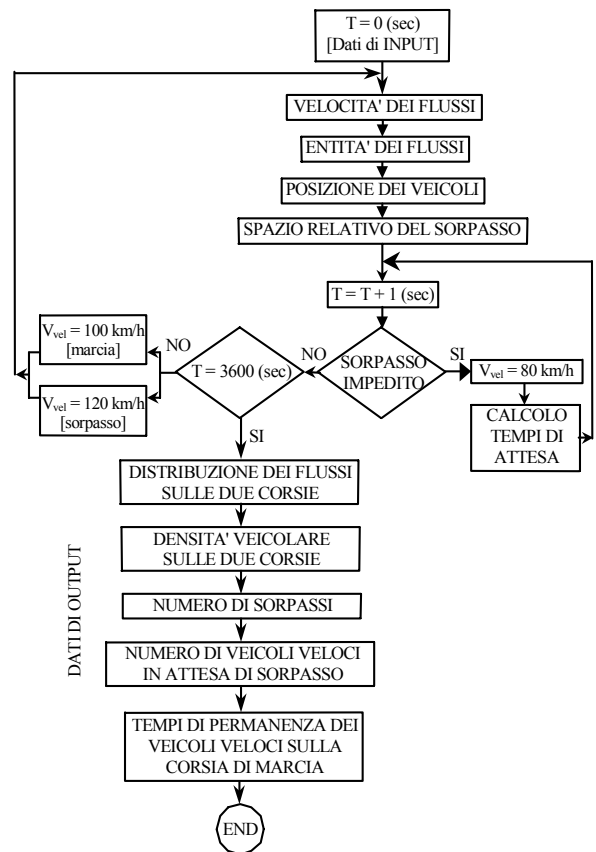 T = 0 (sec)
[Dati di INPUT]
VELOCITA' DEI FLUSSI
ENTITA' DEI FLUSSI
POSIZIONE DEI VEICOLI
SPAZIO RELATIVO DEL SORPASSO
T = T + 1 (sec)
SORPASSO
IMPEDITO
SI
V_vel = 80 km/h
CALCOLO
TEMPI DI
ATTESA
NO
T = 3600 (sec)
NO
V_vel = 100 km/h
[marcia]
V_vel = 120 km/h
[sorpasso]
SI
DATI DI OUTPUT
DISTRIBUZIONE DEI FLUSSI
SULLE DUE CORSIE
DENSITA' VEICOLARE
SULLE DUE CORSIE
NUMERO DI SORPASSI
NUMERO DI VEICOLI VELOCI
IN ATTESA DI SORPASSO
TEMPI DI PERMANENZA DEI
VEICOLI VELOCI SULLA
CORSIA DI MARCIA
END